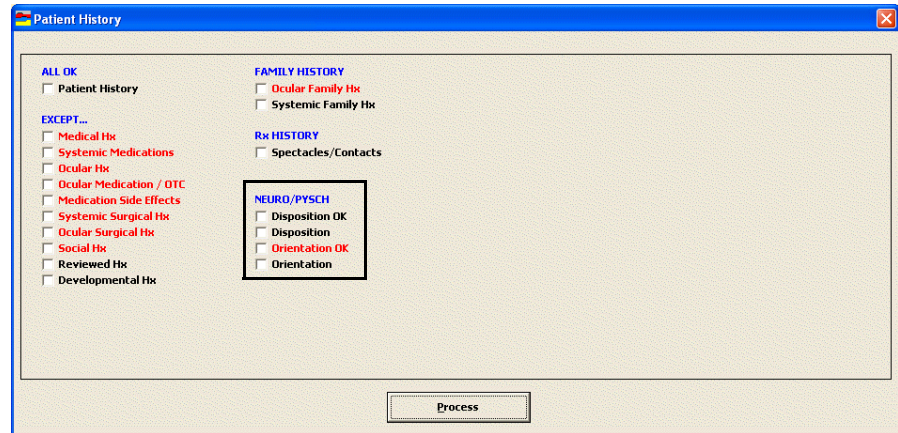 Patient History
ALL OK
Patient History
EXCEPT...
Medical Hx
Systemic Medications
Ocular Hx
Ocular Medication / OTC
Medication Side Effects
Systemic Surgical Hx
Ocular Surgical Hx
Social Hx
Reviewed Hx
Developmental Hx
FAMILY HISTORY
Ocular Family Hx
Systemic Family Hx
Rx HISTORY
Spectacles/Contacts
NEURO/PYSCH
Disposition OK
Disposition
Orientation OK
Orientation
Process